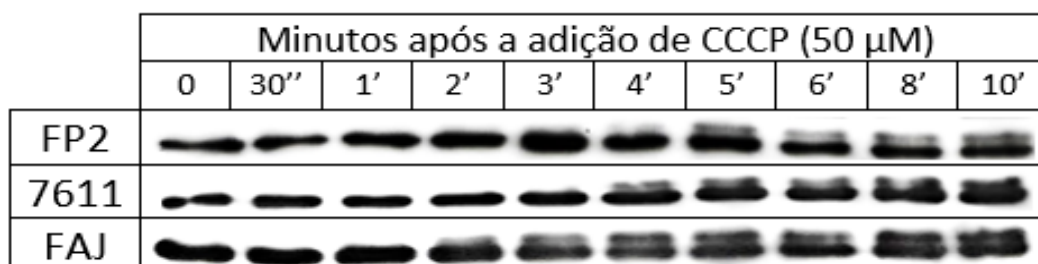 Minutos após a adição de CCCP (50 µM)
0 30’’ 1’ 2’ 3’ 4’ 5’ 6’ 8’ 10’
FP2
7611
FAJ